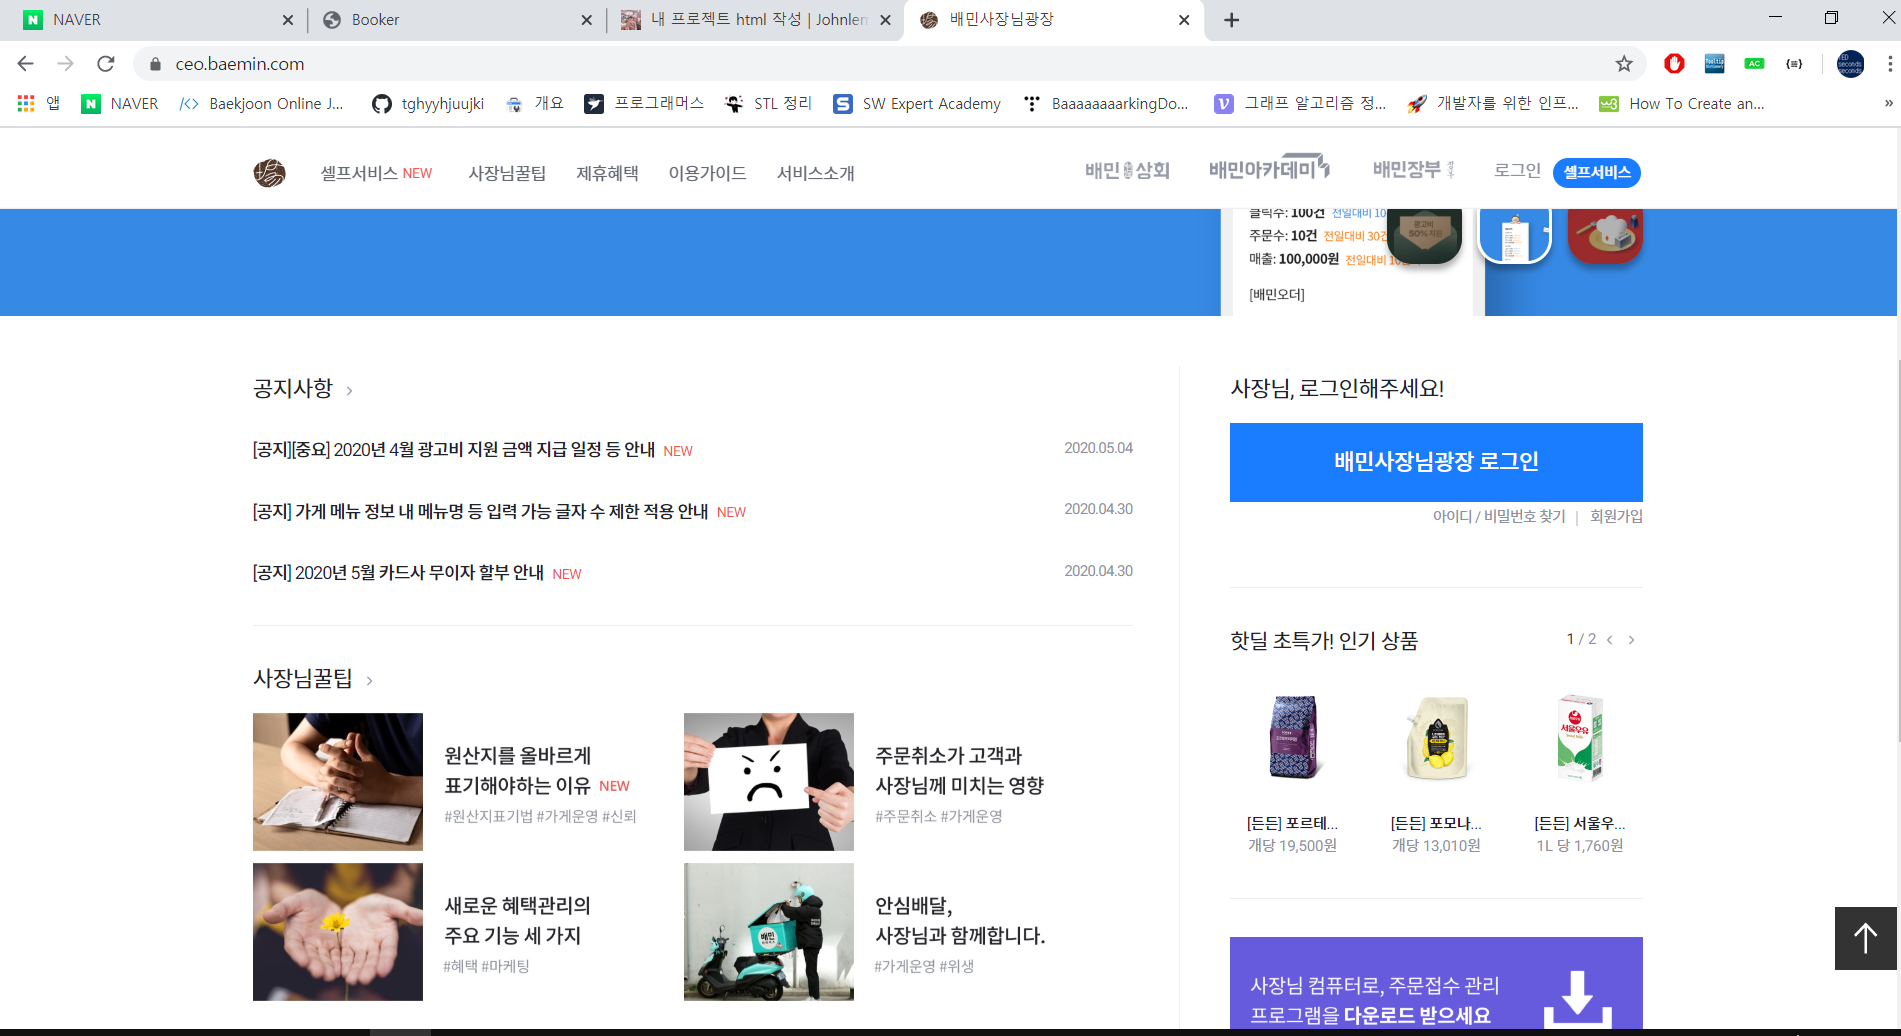 NAVER
Booker
내 프로젝트 html 작성 | Johnlem
배민사장님광장
ceo.baemin.com
앱
NAVER
Baekjoon Online J...
tghyyhjuujki
개요
프로그래머스
STL 정리
SW Expert Academy
BaaaaaaaarkingDo...
그래프 알고리즘 정...
개발자를 위한 인프...
How To Create an...
셀프서비스 NEW
사장님꿀팁
제휴혜택
이용가이드
서비스소개
배민상회
배민아카데미
배민장부
로그인
셀프서비스
클릭수: 100건 전일대비 10
주문수: 10건 전일대비 30건
매출: 100,000원 전일대비 10
[배민오더]
광고비
50%지원
공지사항 >
[공지][중요] 2020년 4월 광고비 지원 금액 지급 일정 등 안내 NEW
2020.05.04
[공지] 가게 메뉴 정보 내 메뉴명 등 입력 가능 글자 수 제한 적용 안내 NEW
2020.04.30
[공지] 2020년 5월 카드사 무이자 할부 안내 NEW
2020.04.30
사장님꿀팁 >
원산지를 올바르게
표기해야하는 이유 NEW
#원산지표기법 #가게운영 #신뢰
주문취소가 고객과
사장님께 미치는 영향
#주문취소 #가게운영
새로운 혜택관리의
주요 기능 세 가지
#혜택 #마케팅
배민
안심배달,
사장님과 함께합니다.
#가게운영 #위생
사장님, 로그인해주세요!
배민사장님광장 로그인
아이디 / 비밀번호 찾기 | 회원가입
핫딜 초특가! 인기 상품
1 / 2 < >
서울우유
[든든] 포르테...
개당 19,500원
[든든] 포모나...
개당 13,010원
[든든] 서울우...
1L 당 1,760원
사장님 컴퓨터로, 주문접수 관리
프로그램을 다운로드 받으세요